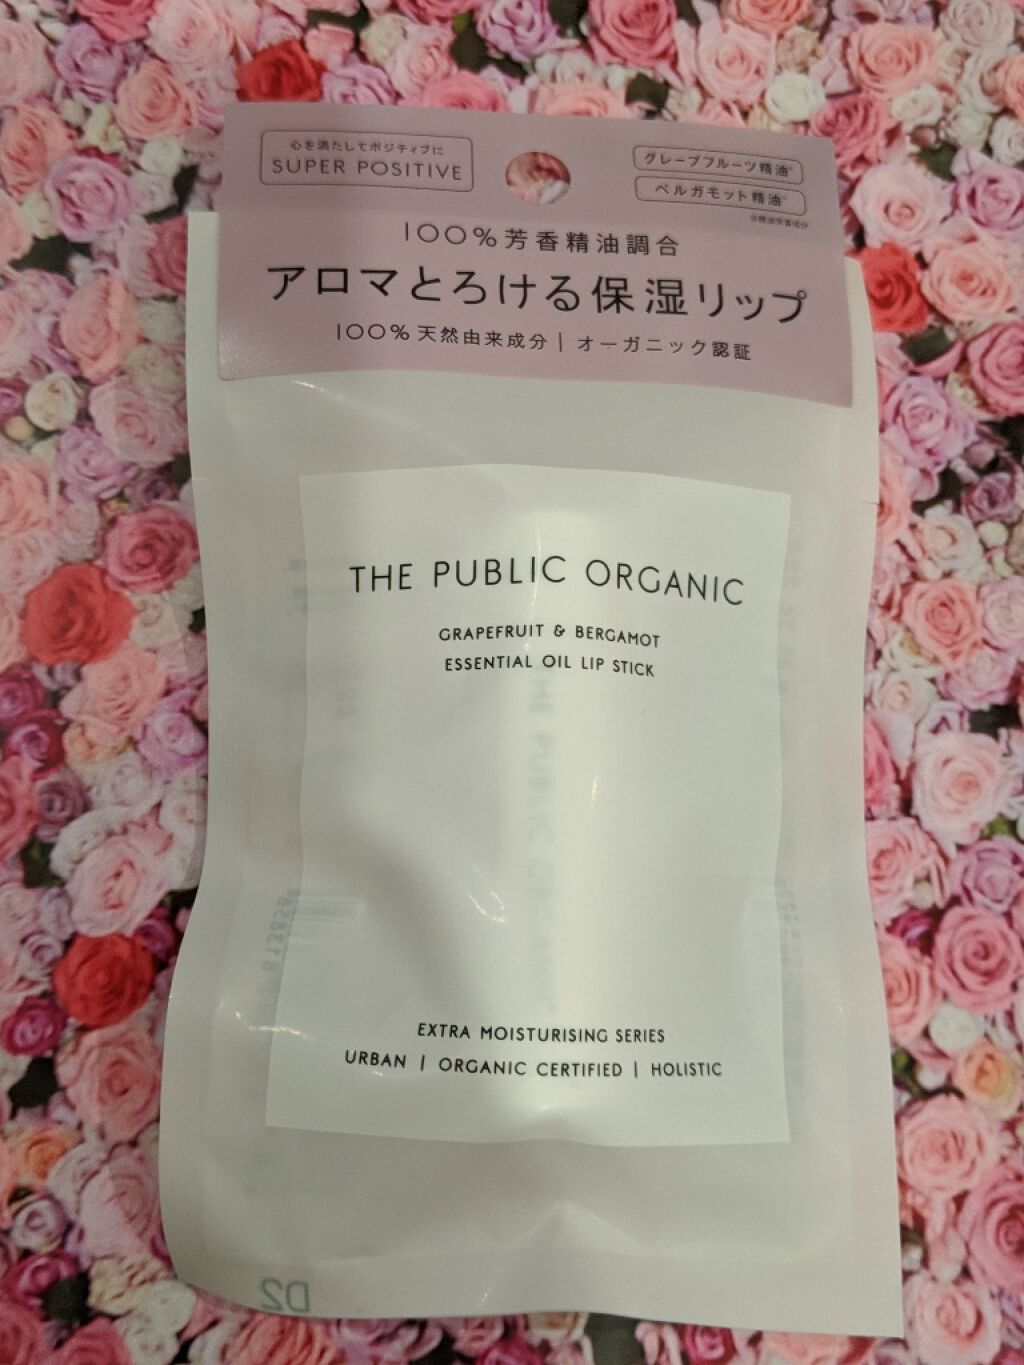 心を満たしてポジティブに
SUPER POSITIVE
グレープフルーツ精油*
ベルガモット精油*
100%芳香精油調合
アロマとろける保湿リップ
100%天然由来成分 | オーガニック認証
THE PUBLIC ORGANIC
GRAPEFRUIT & BERGAMOT
ESSENTIAL OIL LIP STICK
THE PUBLIC ORGANIC
EXTRA MOISTURISING SERIES
URBAN | ORGANIC CERTIFIED | HOLISTIC
D2